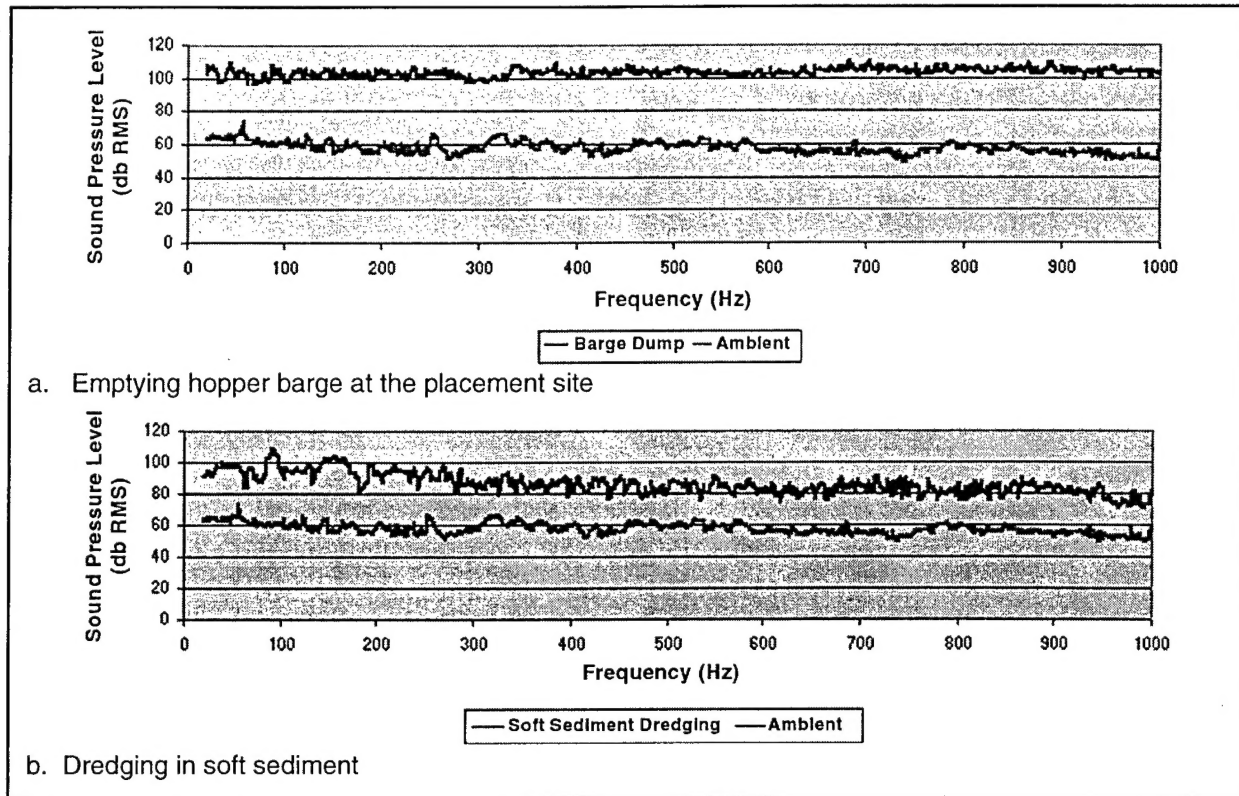 120
100
80
60
40
20
0
Sound Pressure Level
(db RMS)
0 100 200 300 400 500 600 700 800 900 1000
Frequency (Hz)
Barge Dump Ambient
a. Emptying hopper barge at the placement site
120
100
80
60
40
20
0
Sound Pressure Level
(db RMS)
0 100 200 300 400 500 600 700 800 900 1000
Frequency (Hz)
Soft Sediment Dredging Ambient
b. Dredging in soft sediment